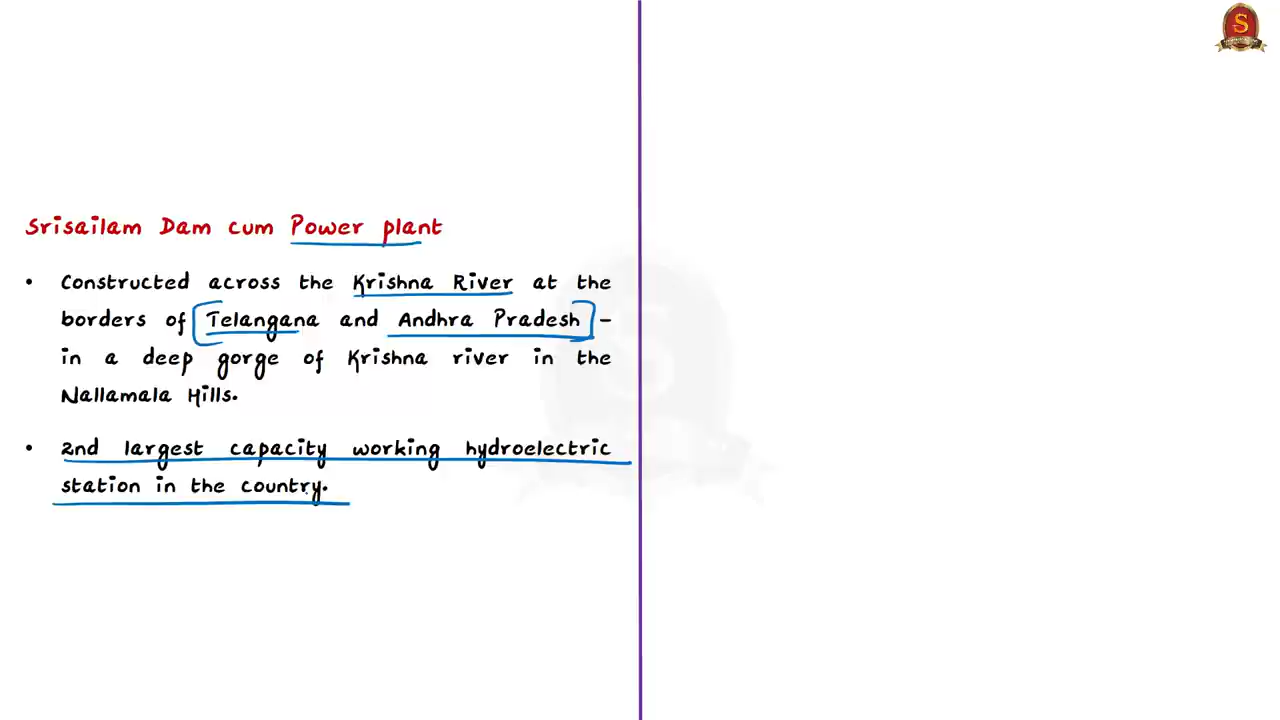 Srisailam Dam cum Power plant
• Constructed across the Krishna River at the
borders of Telangana and Andhra Pradesh -
in a deep gorge of Krishna river in the
Nallamala Hills.
• 2nd largest capacity working hydroelectric
station in the country.
S